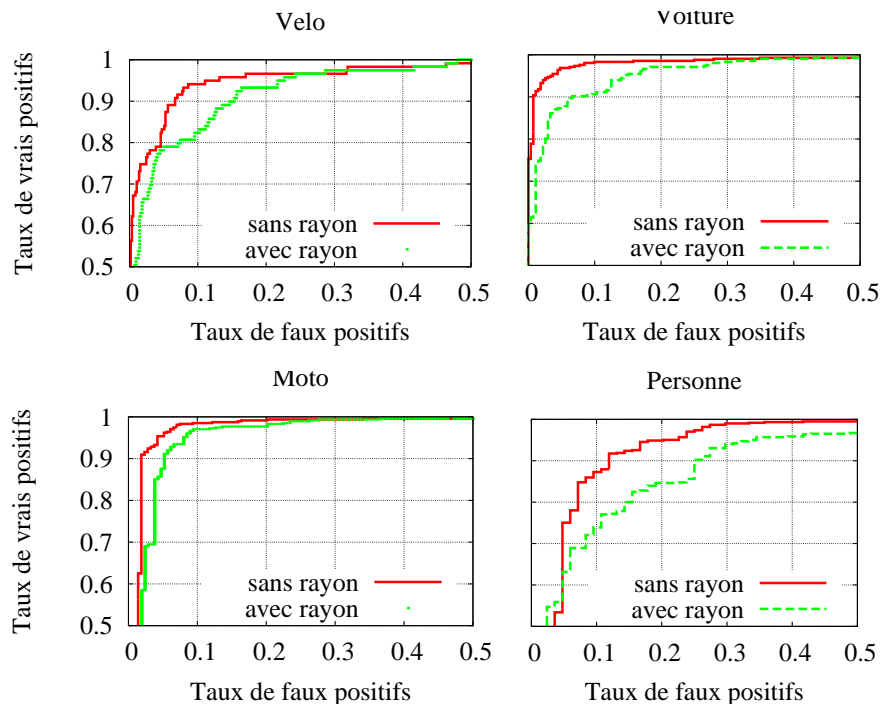 Velo
Taux de vrais positifs
1
0.9
0.8
0.7
0.6
0.5
sans rayon
avec rayon
0 0.1 0.2 0.3 0.4 0.5
Taux de faux positifs
Voiture
sans rayon
avec rayon
0 0.1 0.2 0.3 0.4 0.5
Taux de faux positifs
Moto
Taux de vrais positifs
1
0.9
0.8
0.7
0.6
0.5
sans rayon
avec rayon
0 0.1 0.2 0.3 0.4 0.5
Taux de faux positifs
Personne
sans rayon
avec rayon
0 0.1 0.2 0.3 0.4 0.5
Taux de faux positifs